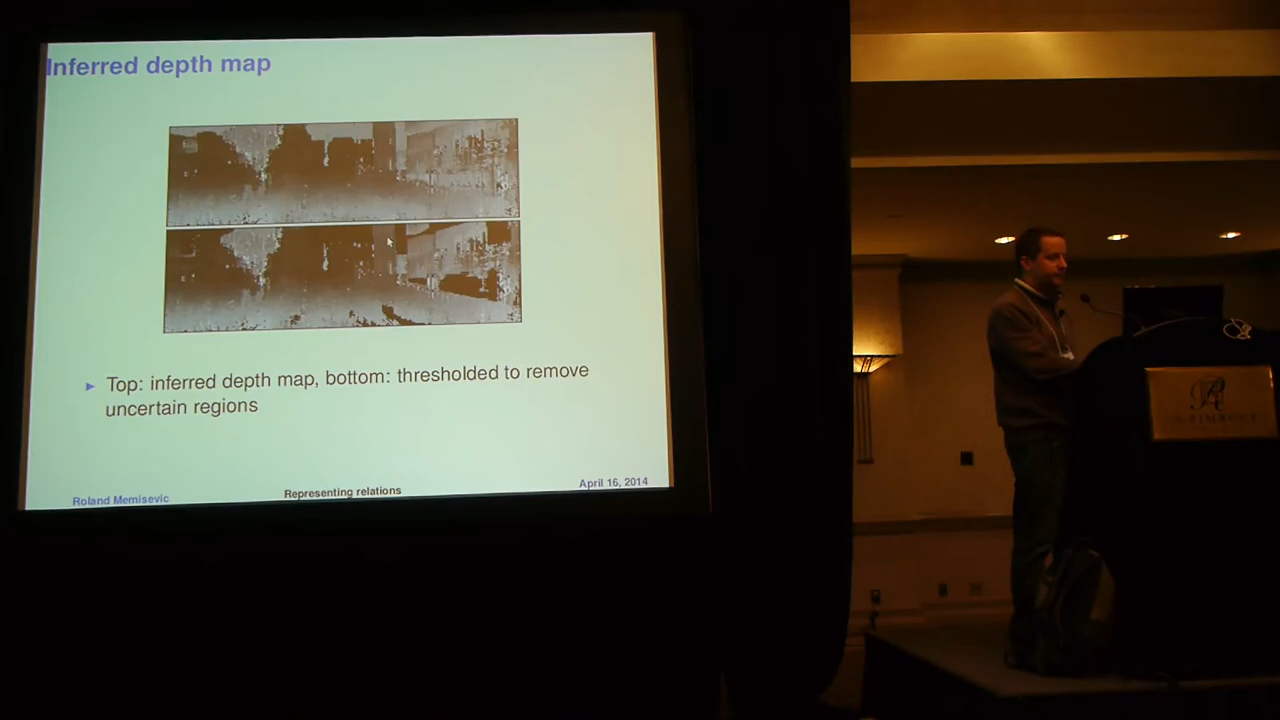 Inferred depth map
Top: inferred depth map, bottom: thresholded to remove
uncertain regions
Roland Memisevic
Representing relations
April 16, 2014